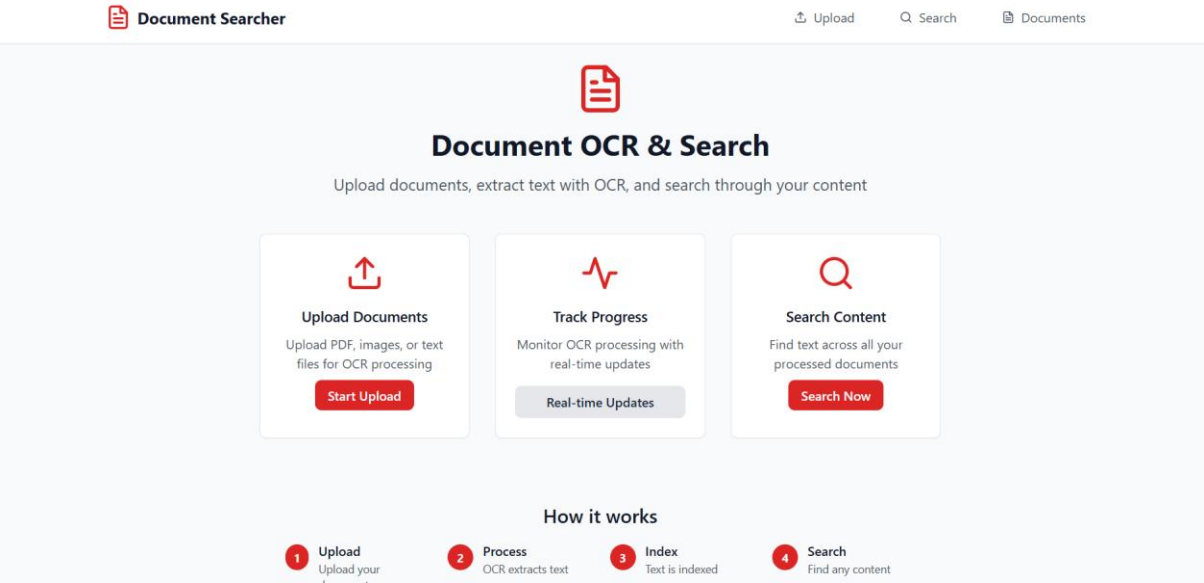 Document Searcher
Upload
Search
Documents
Document OCR & Search
Upload documents, extract text with OCR, and search through your content
Upload Documents
Upload PDF, images, or text
files for OCR processing
Start Upload
Track Progress
Monitor OCR processing with
real-time updates
Real-time Updates
Search Content
Find text across all your
processed documents
Search Now
How it works
1
Upload
Upload your
2
Process
OCR extracts text
3
Index
Text is indexed
4
Search
Find any content